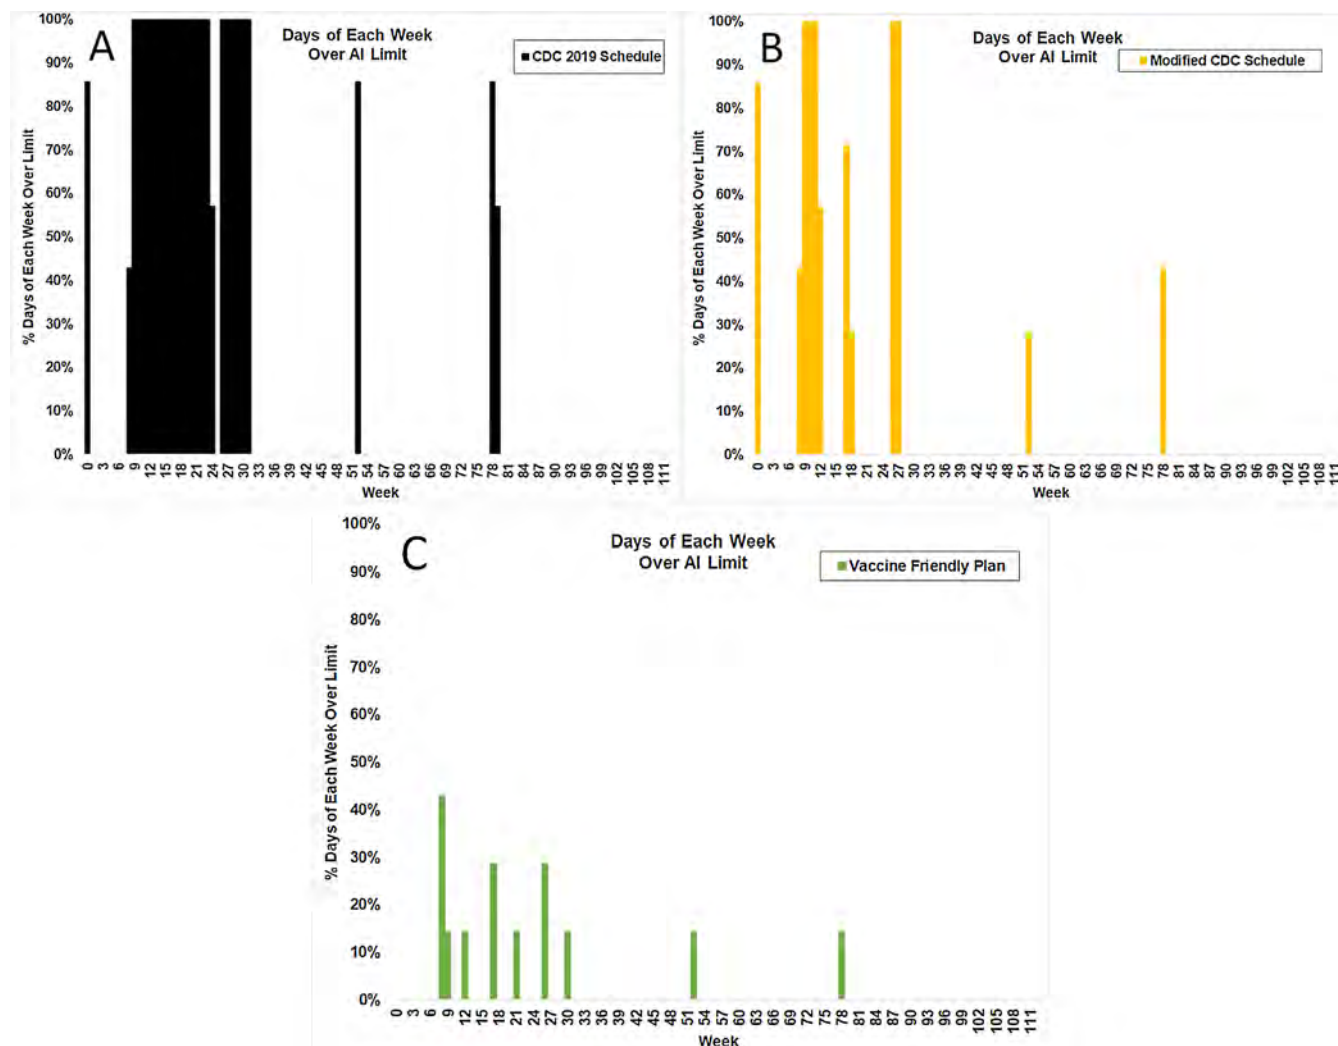 A
Days of Each Week
Over Al Limit
CDC 2019 Schedule
% Days of Each Week Over Limit
100%
90%
80%
70%
60%
50%
40%
30%
20%
10%
0%
0 3 6 9 12 15 18 21 24 27 30 33 36 39 42 45 48 51 54 57 60 63 66 69 72 75 78 81 84 87 90 93 96 99 102 105 108 111
Week
B
Days of Each Week
Over Al Limit
Modified CDC Schedule
% Days of Each Week Over Limit
100%
90%
80%
70%
60%
50%
40%
30%
20%
10%
0%
0 3 6 9 12 15 18 21 24 27 30 33 36 39 42 45 48 51 54 57 60 63 66 69 72 75 78 81 84 87 90 93 96 99 102 105 108 111
Week
C
Days of Each Week
Over Al Limit
Vaccine Friendly Plan
% Days of Each Week Over Limit
100%
90%
80%
70%
60%
50%
40%
30%
20%
10%
0%
0 3 6 9 12 15 18 21 24 27 30 33 36 39 42 45 48 51 54 57 60 63 66 69 72 75 78 81 84 87 90 93 96 99 102 105 108 111
Week